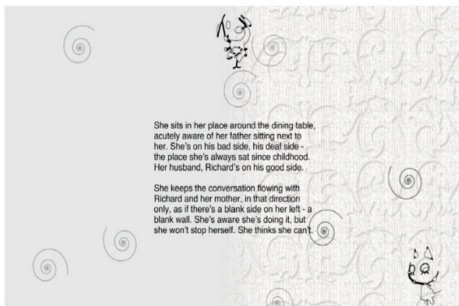 She sits in her place around the dining table,
acutely aware of her father sitting next to
her. She's on his bad side, his deaf side -
the place she's always sat since childhood.
Her husband, Richard's on his good side.
She keeps the conversation flowing with
Richard and her mother, in that direction
only, as if there's a blank side on her left - a
blank wall. She's aware she's doing it, but
she won't stop herself. She thinks she can't.